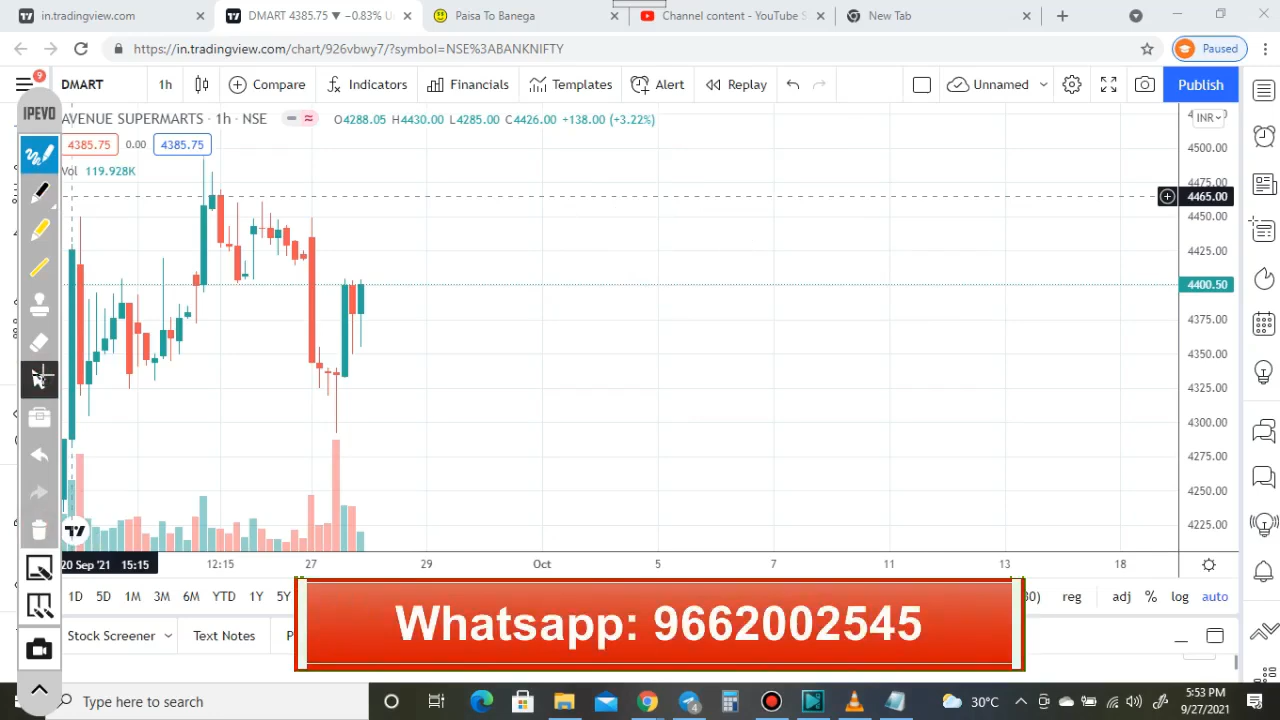 in.tradingview.com
DMART 4385.75 ▼ −0.83% U
Paisa To Banega
Channel content - YouTube S
New Tab
https://in.tradingview.com/chart/926vbwy7/?symbol=NSE%3ABANKNIFTY
Paused
9
DMART
1h
Compare
Indicators
Financials
Templates
Alert
Replay
Unnamed
Publish
IPEVO
AVENUE SUPERMARTS · 1h · NSE
O4288.05 H4430.00 L4285.00 C4426.00 +138.00 (+3.22%)
INR
4385.75
0.00
4385.75
Vol 119.928K
4500.00
4475.00
4465.00
4450.00
4425.00
4400.50
4375.00
4350.00
4325.00
4300.00
4275.00
4250.00
4225.00
20 Sep '21 15:15
12:15
27
29
Oct
5
7
11
13
18
1D
5D
1M
3M
6M
YTD
1Y
5Y
reg
adj
%
log
auto
Stock Screener
Text Notes
Whatsapp: 9662002545
Type here to search
4
30°C
5:53 PM
9/27/2021